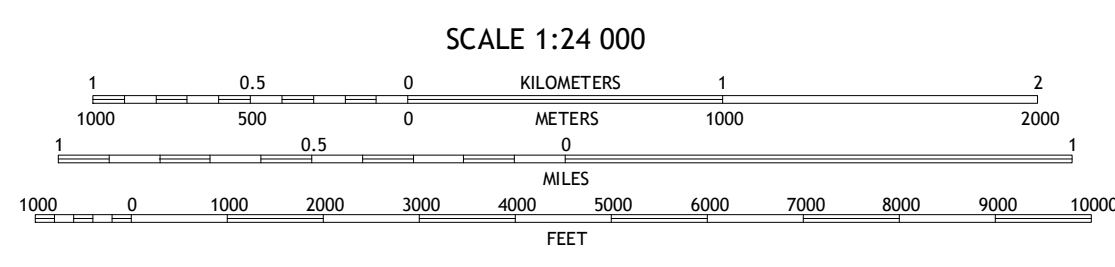 SCALE 1:24 000
1 0.5 0 KILOMETERS 1 2
1000 500 0 METERS 1000 2000
1 0.5 0 1
MILES
1000 0 1000 2000 3000 4000 5000 6000 7000 8000 9000 10000
FEET